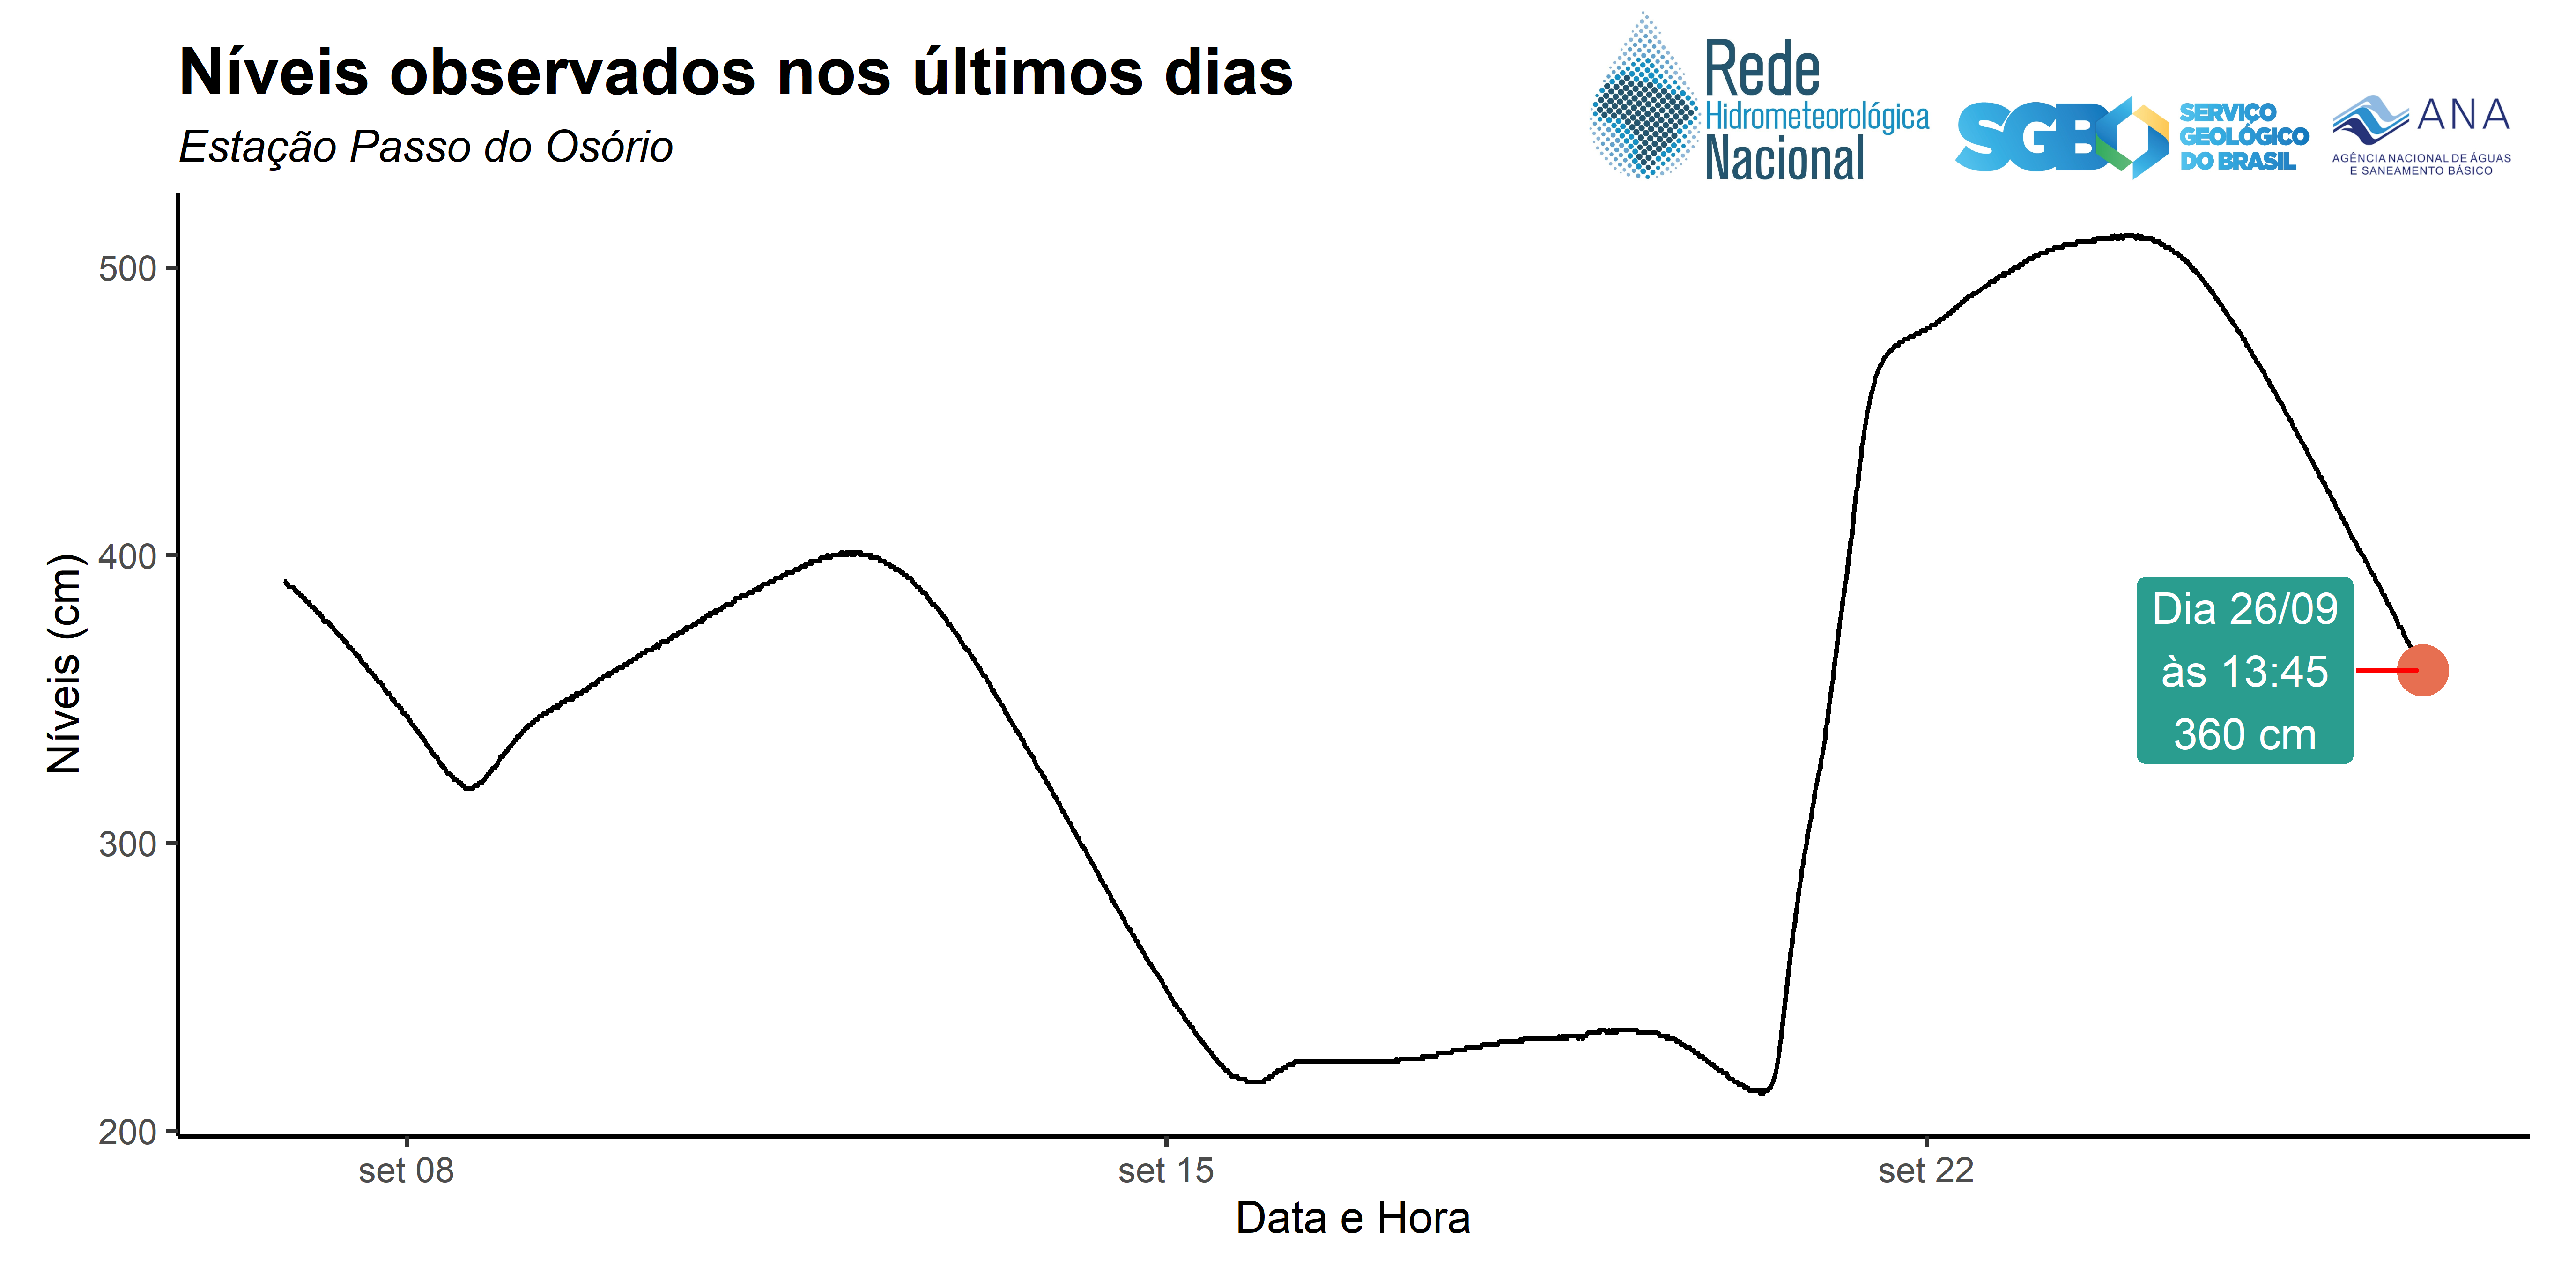 Níveis observados nos últimos dias
Estação Passo do Osório
Rede
Hidrometeorológica
Nacional
SGB
SERVIÇO
GEOLÓGICO
DO BRASIL
ANA
AGÊNCIA NACIONAL DE ÁGUAS
E SANEAMENTO BÁSICO
Níveis (cm)
500
400
300
200
Dia 26/09
às 13:45
360 cm
set 08
set 15
set 22
Data e Hora